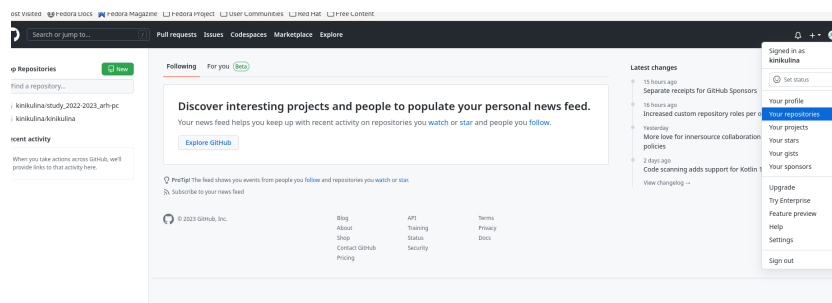 ost Visited Fedora Docs Fedora Magazine Fedora Project User Communities Red Hat Free Content
Search or jump to... / Pull requests Issues Codespaces Marketplace Explore
Signed in as
kinikulina
Set status
Your profile
Your repositories
Your projects
Your stars
Your gists
Your sponsors
Upgrade
Try Enterprise
Feature preview
Help
Settings
Sign out
p Repositories New
Find a repository...
kinikulina/study_2022-2023_arh-pc
kinikulina/kinikulina
ecent activity
When you take actions across GitHub, we'll
provide links to that activity here.
Following For you Beta
Discover interesting projects and people to populate your personal news feed.
Your news feed helps you keep up with recent activity on repositories you watch or star and people you follow.
Explore GitHub
ProTip! The feed shows you events from people you follow and repositories you watch or star.
Subscribe to your news feed
Latest changes
15 hours ago
Separate receipts for GitHub Sponsors
16 hours ago
Increased custom repository roles per o
Yesterday
More love for innersource collaboration
policies
2 days ago
Code scanning adds support for Kotlin 1
View changelog →
© 2023 GitHub, Inc.
Blog
About
Shop
Contact GitHub
Pricing
API
Training
Status
Security
Terms
Privacy
Docs